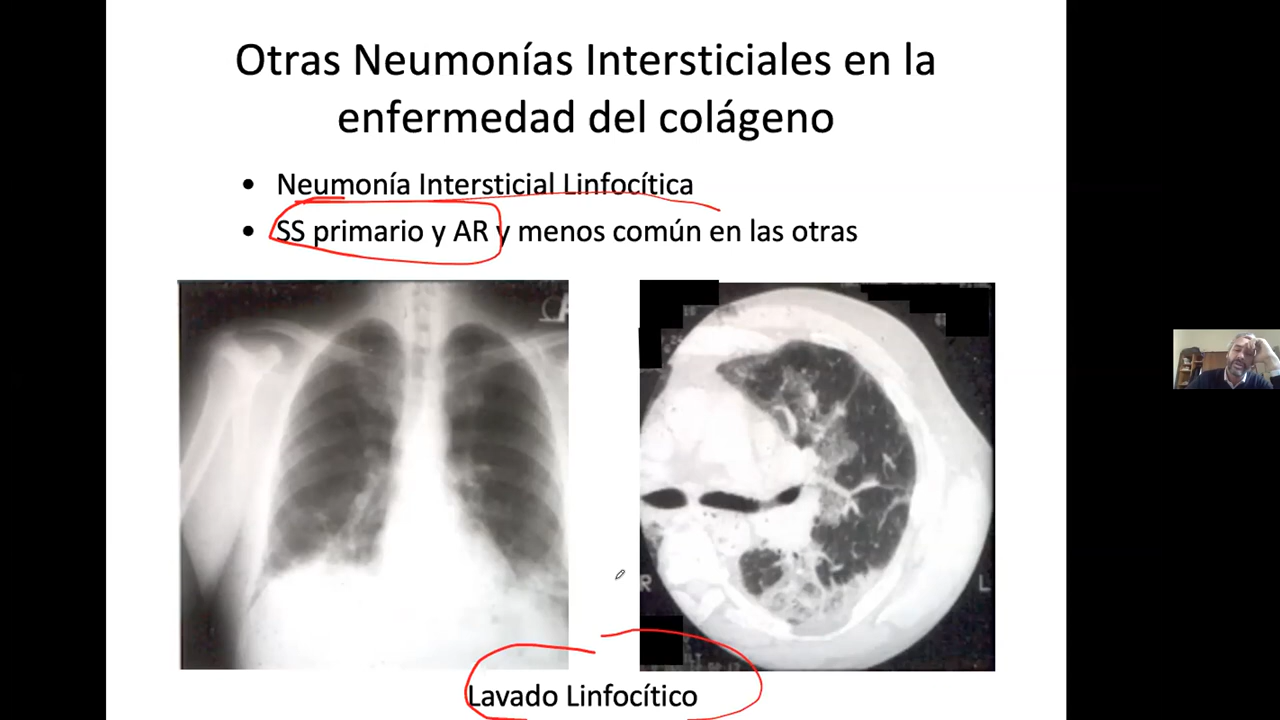 Otras Neumonías Intersticiales en la
enfermedad del colágeno
• Neumonía Intersticial Linfocítica
• SS primario y AR y menos común en las otras
R
L
Lavado Linfocítico